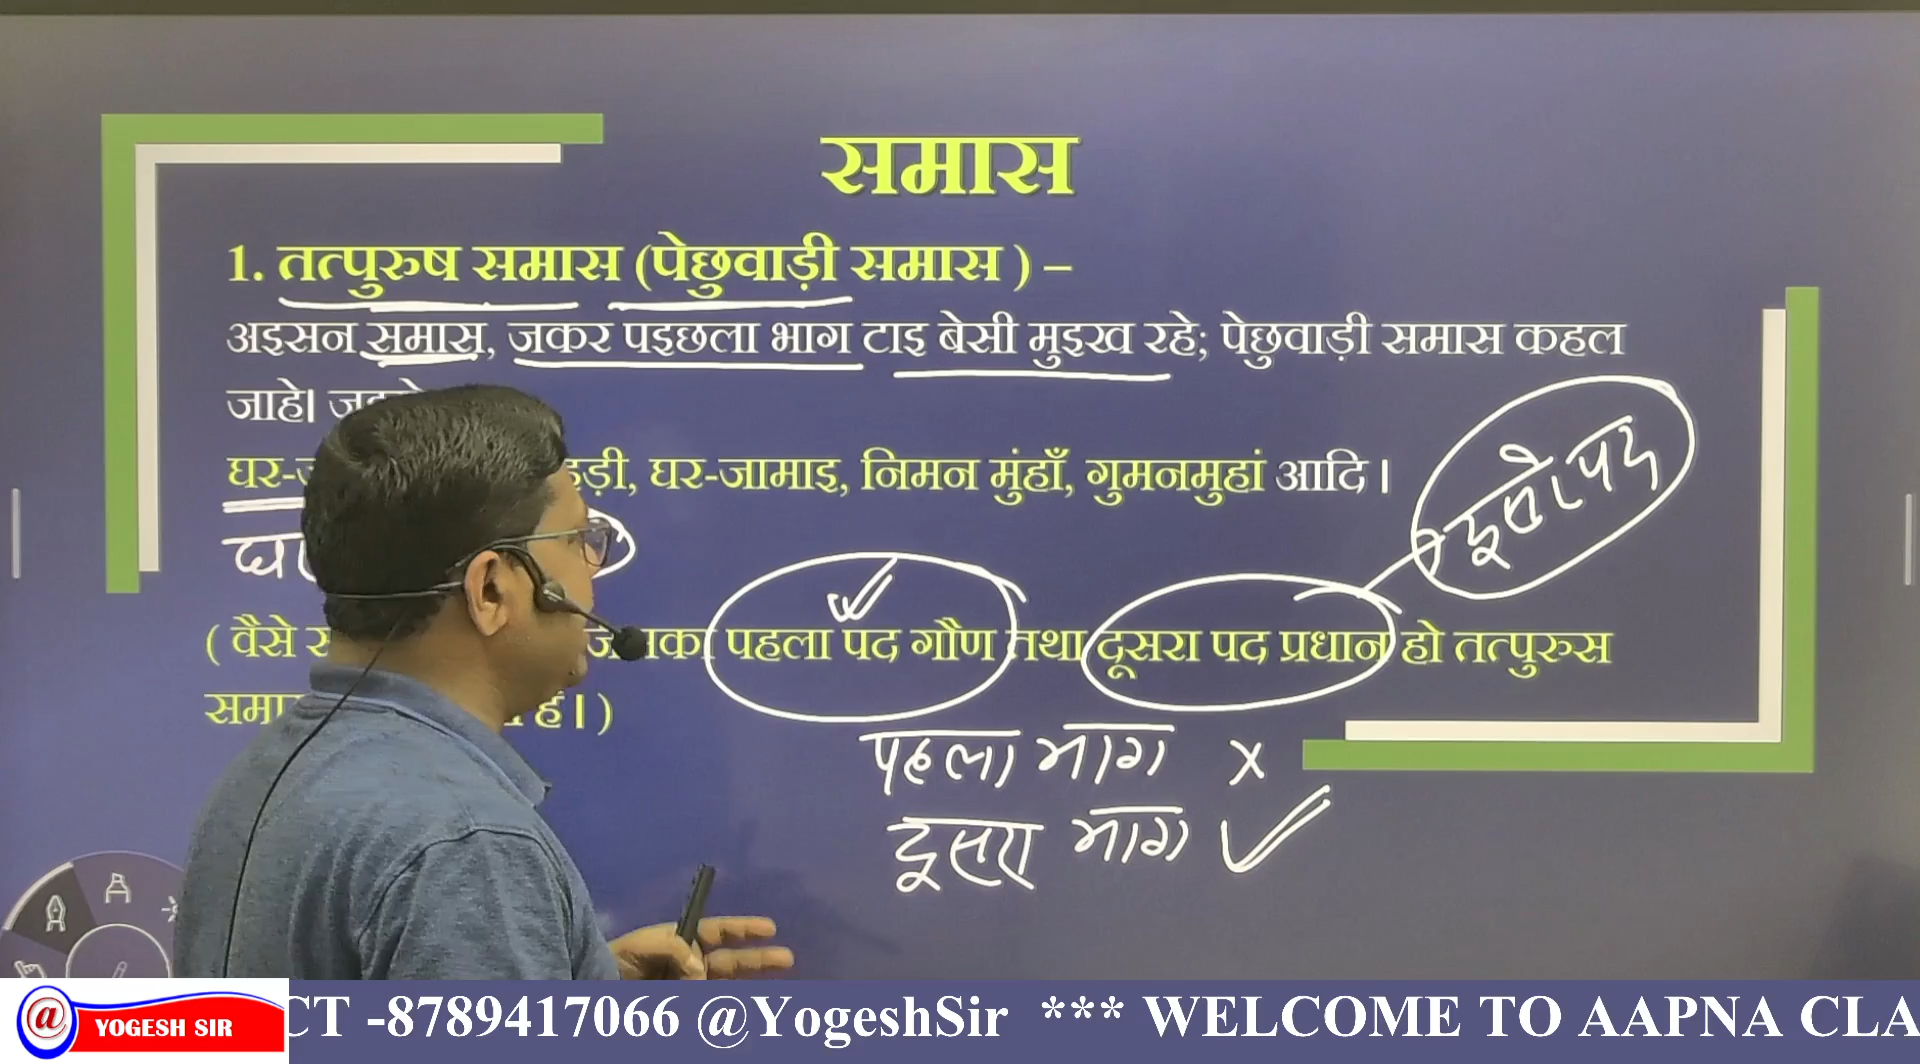 समास
1. तत्पुरुष समास (पेछुवाड़ी समास ) –
अइसन समास, जकर पइछला भाग टाइ बेसी मुइख रहे; पेछुवाड़ी समास कहल
जाहे।
घर- ड़ी, घर-जामाइ, निमन मुंहाँ, गुमनमुहां आदि ।
दूसरे पद
( वैसे पहला पद गौण तथा दूसरा पद प्रधान हो तत्पुरुस
है। )
पहला भाग x
दूसरा भाग ✓
@ YOGESH SIR CT -8789417066 @YogeshSir *** WELCOME TO AAPNA CLA